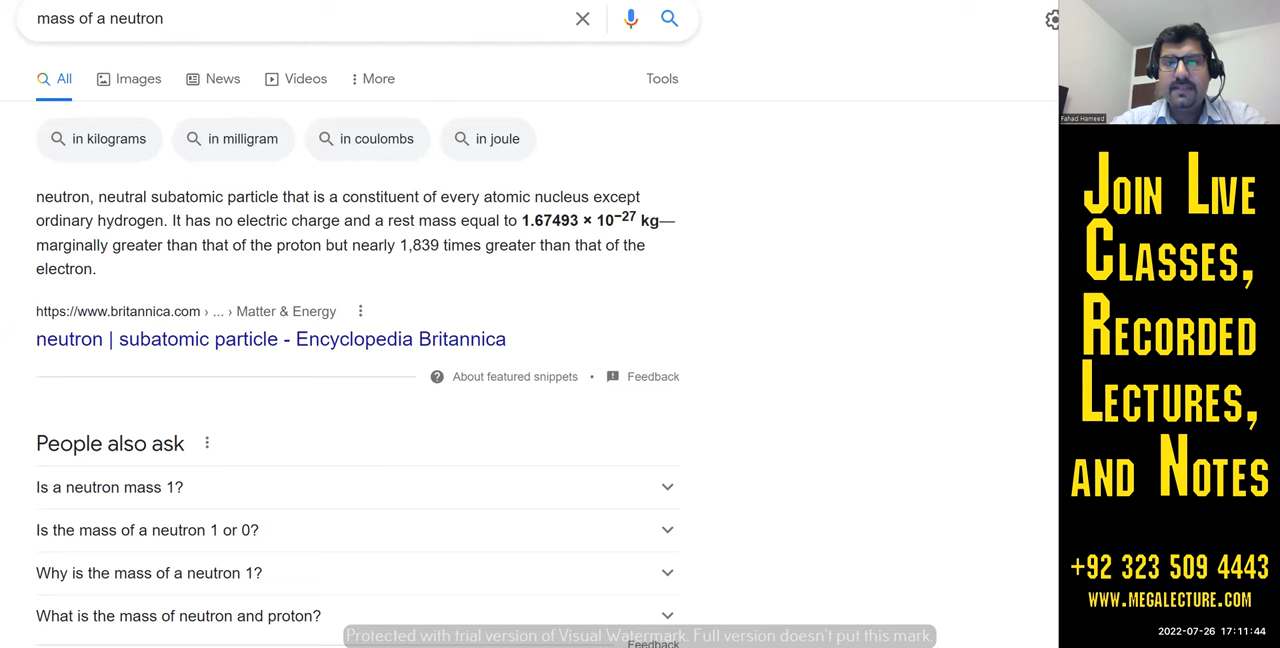 mass of a neutron
All
Images
News
Videos
More
Tools
in kilograms
in milligram
in coulombs
in joule
neutron, neutral subatomic particle that is a constituent of every atomic nucleus except
ordinary hydrogen. It has no electric charge and a rest mass equal to 1.67493 × 10⁻²⁷ kg—
marginally greater than that of the proton but nearly 1,839 times greater than that of the
electron.
https://www.britannica.com › ... › Matter & Energy
neutron | subatomic particle - Encyclopedia Britannica
About featured snippets • Feedback
People also ask
Is a neutron mass 1?
Is the mass of a neutron 1 or 0?
Why is the mass of a neutron 1?
What is the mass of neutron and proton?
Protected with trial version of Visual Watermark. Full version doesn't put this mark.
Feedback
Fahad Hameed
JOIN LIVE
CLASSES,
RECORDED
LECTURES,
AND NOTES
+92 323 509 4443
WWW.MEGALECTURE.COM
2022-07-26 17:11:44